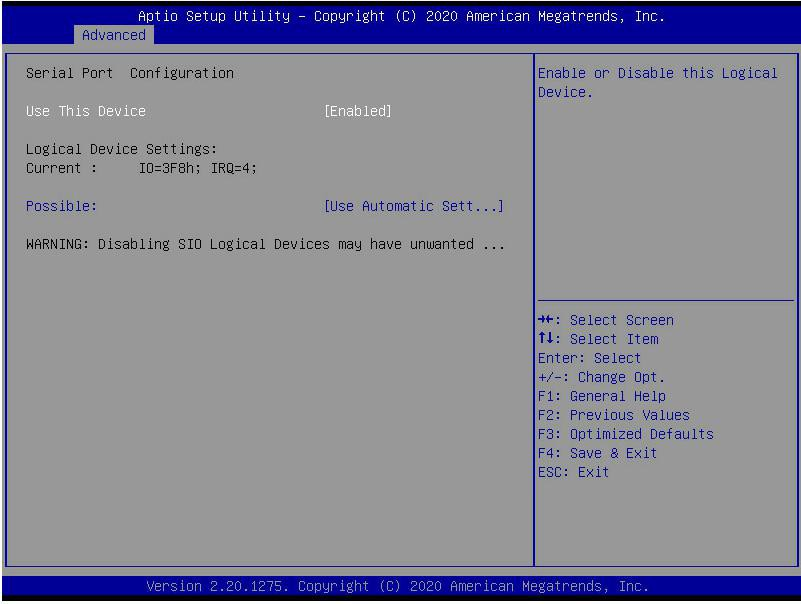 Aptio Setup Utility – Copyright (C) 2020 American Megatrends, Inc.
Advanced
Serial Port  Configuration
Use This Device [Enabled]
Logical Device Settings:
Current : IO=3F8h; IRQ=4;
Possible: [Use Automatic Sett...]
WARNING: Disabling SIO Logical Devices may have unwanted ...
Enable or Disable this Logical
Device.
→←: Select Screen
↑↓: Select Item
Enter: Select
+/–: Change Opt.
F1: General Help
F2: Previous Values
F3: Optimized Defaults
F4: Save & Exit
ESC: Exit
Version 2.20.1275. Copyright (C) 2020 American Megatrends, Inc.